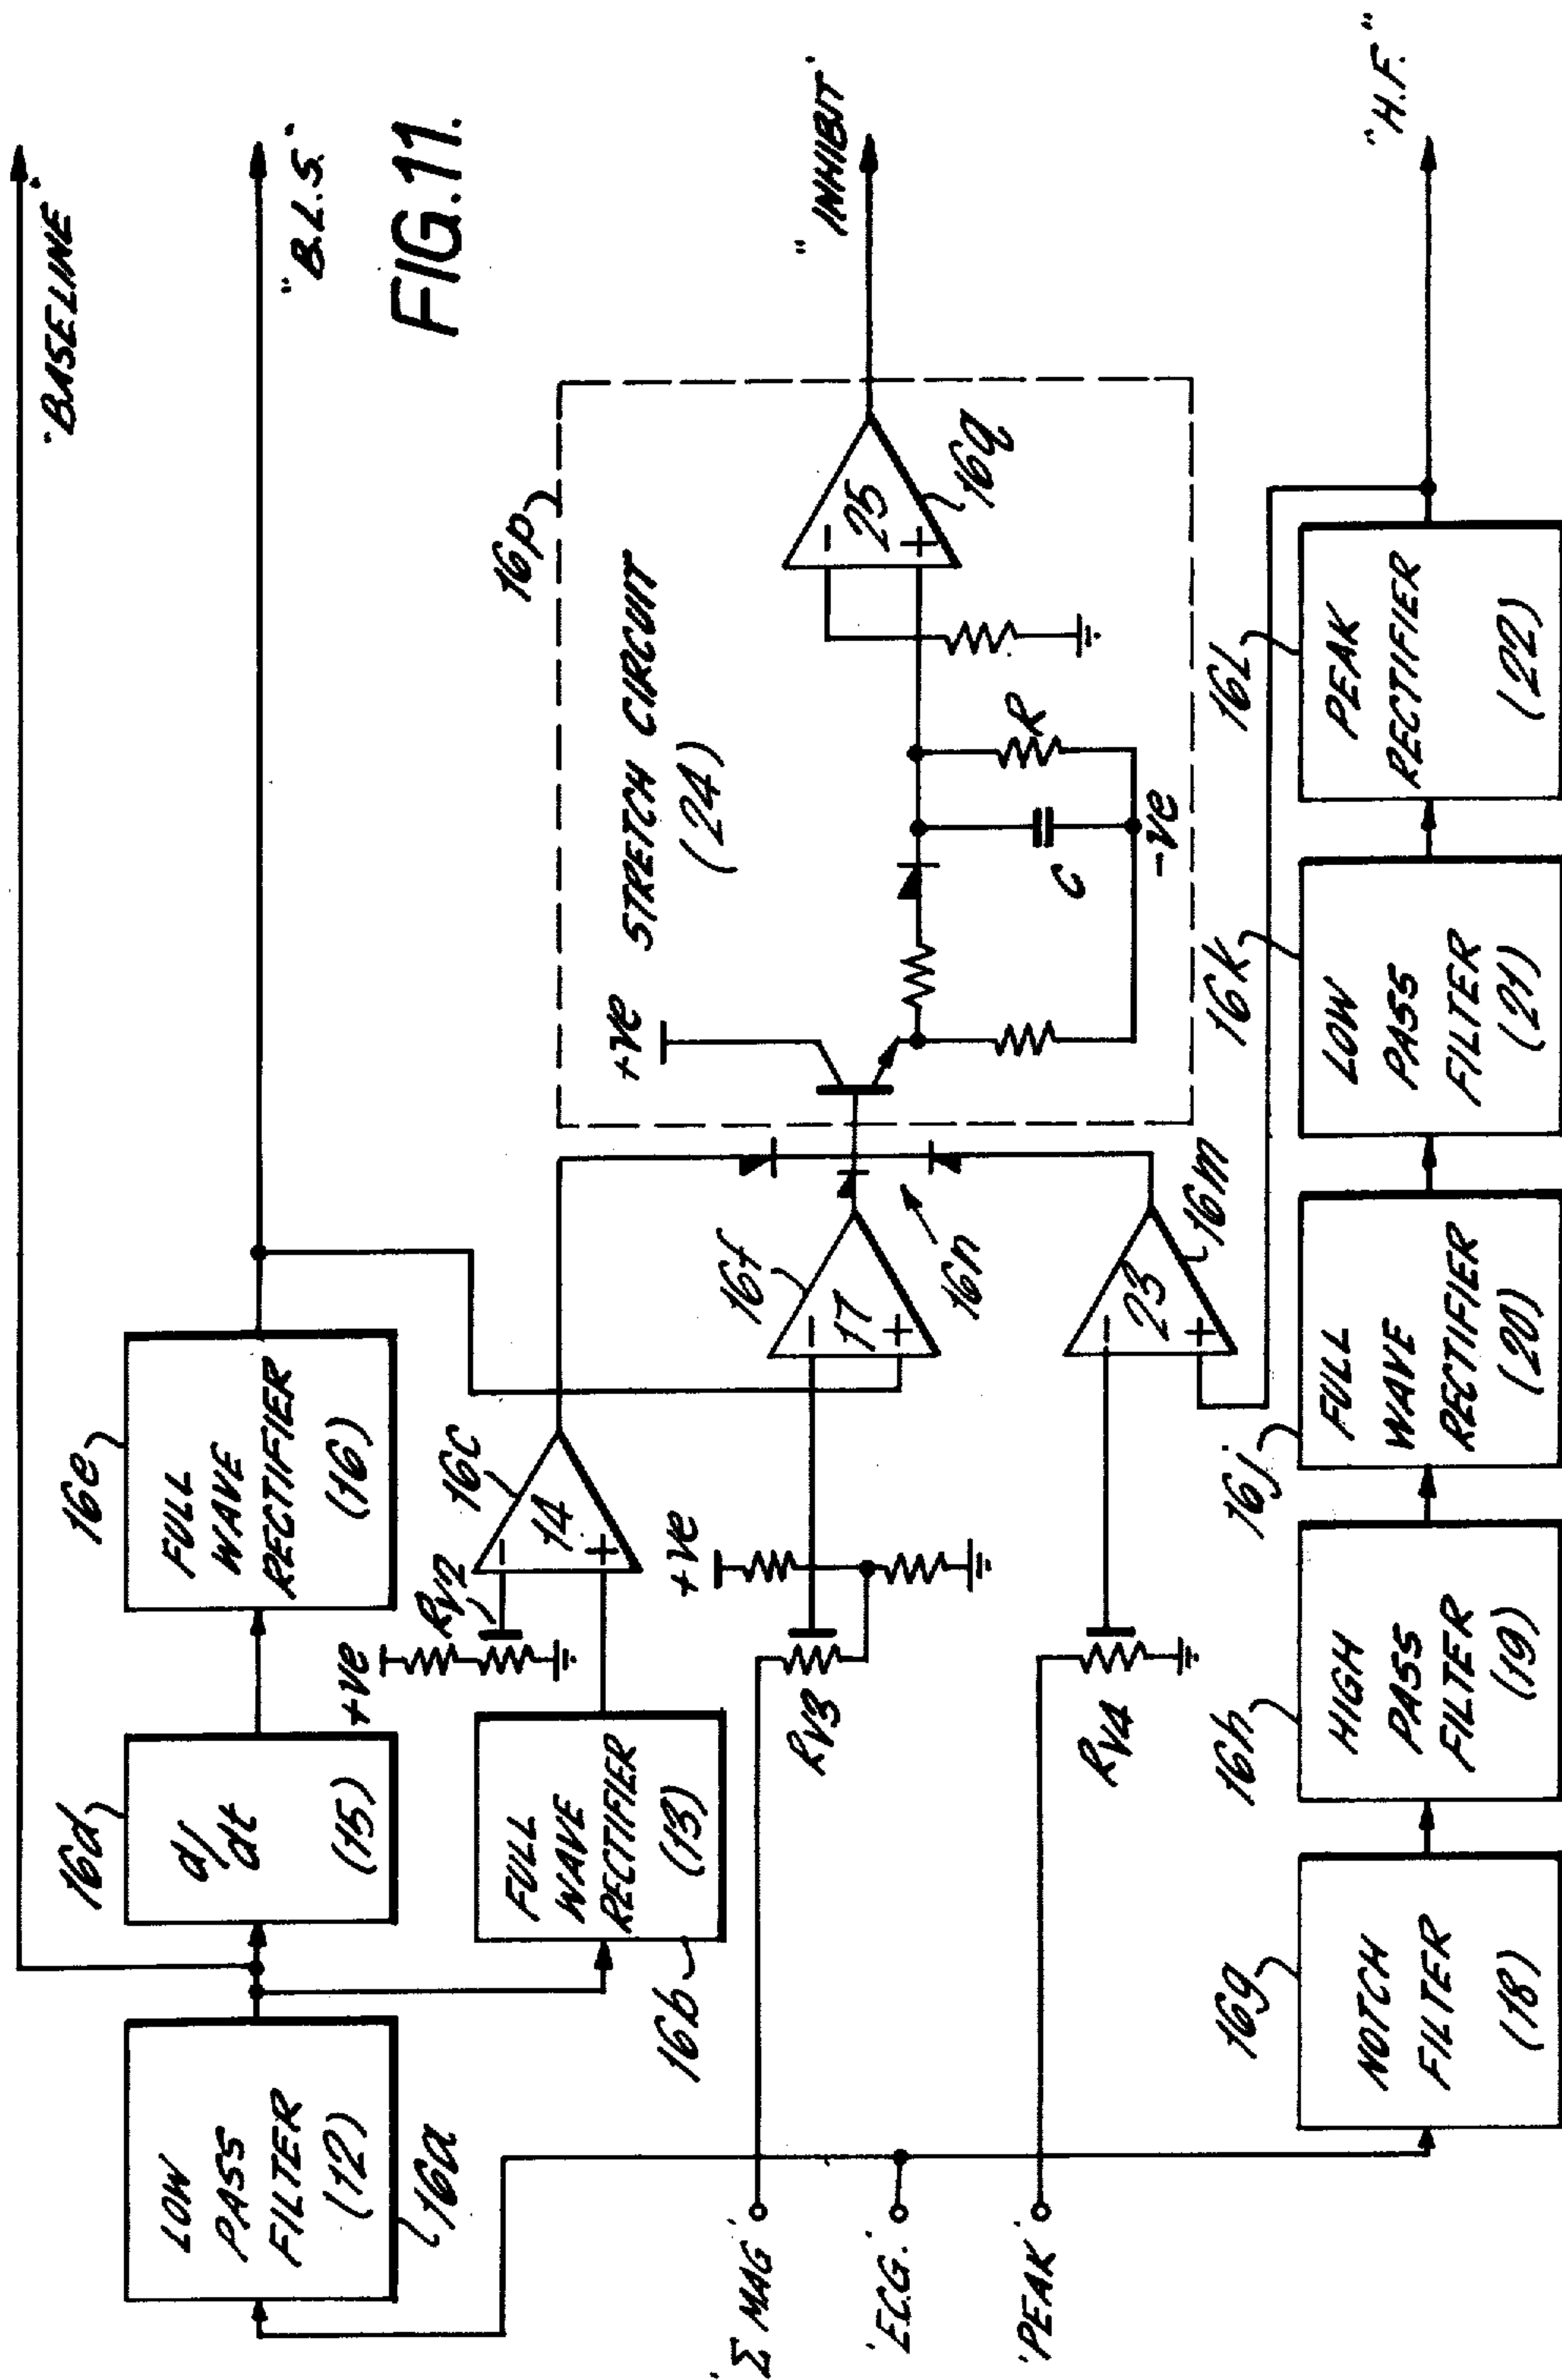 "BASELINE"
"B.L.S."
FIG.11.
16d
d/
dt
(15)
16e
FULL
WAVE
RECTIFIER
(16)
LOW
PASS
FILTER
(12)
16a
+ve
RV2
16C
−
14
+
FULL
WAVE
RECTIFIER
(13)
16b
16p
STRETCH CIRCUIT
(24)
+ve
−
25
+
16q
"INHIBIT"
R
C
-ve
16f
−
17
+
16n
'Σ MAG'
RV3
+ve
'E.C.G.'
'PEAK'
RV4
−
23
+
16m
16g
NOTCH
FILTER
(18)
16h
HIGH
PASS
FILTER
(19)
16j
FULL
WAVE
RECTIFIER
(20)
16k
LOW
PASS
FILTER
(21)
16L
PEAK
RECTIFIER
(22)
"H.F."